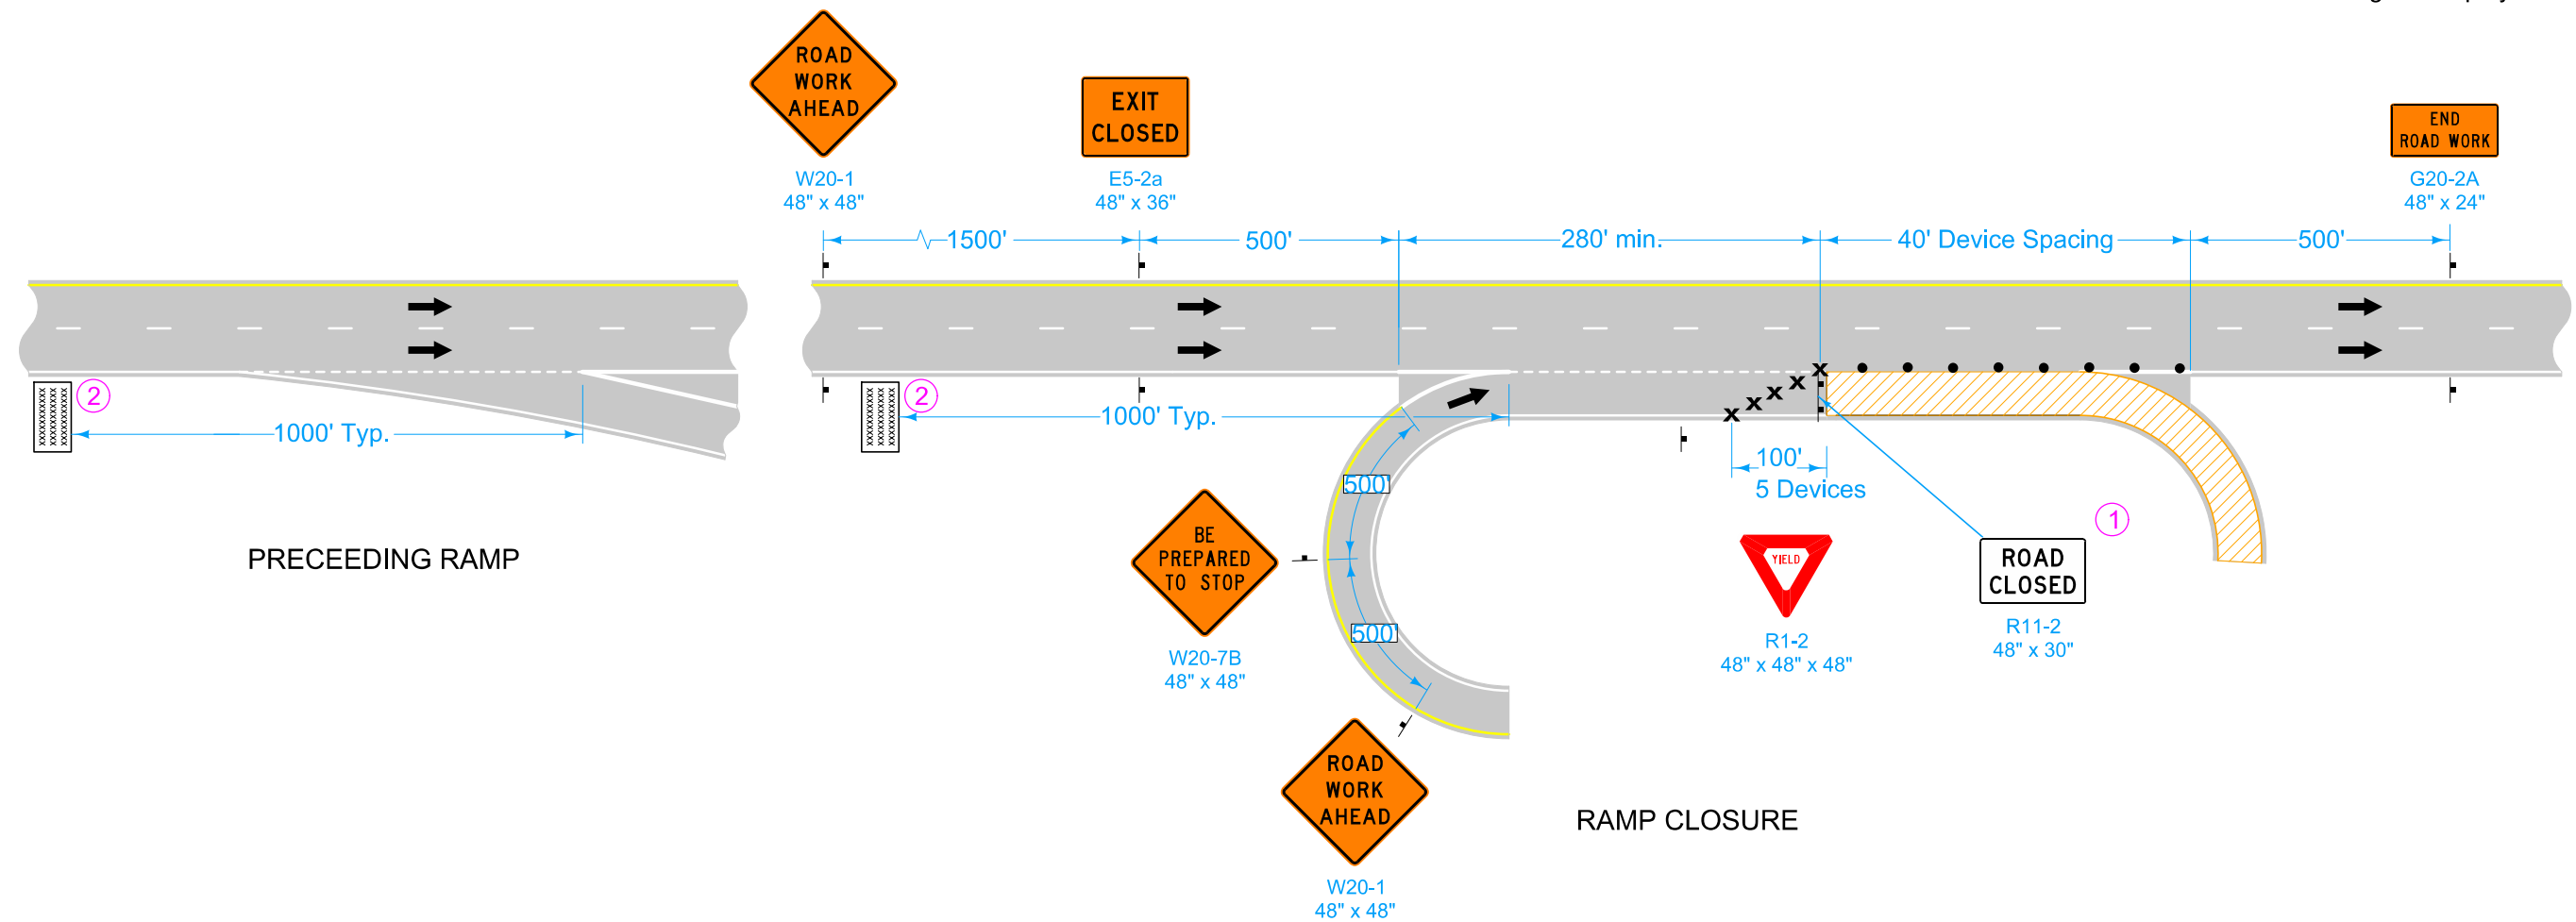 ROAD
WORK
AHEAD
W20-1
48" x 48"
EXIT
CLOSED
E5-2a
48" x 36"
END
ROAD WORK
G20-2A
48" x 24"
1500'
500'
280' min.
40' Device Spacing
500'
2
1000' Typ.
PRECEEDING RAMP
2
1000' Typ.
500'
500'
100'
5 Devices
BE
PREPARED
TO STOP
W20-7B
48" x 48"
YIELD
R1-2
48" x 48" x 48"
1
ROAD
CLOSED
R11-2
48" x 30"
ROAD
WORK
AHEAD
W20-1
48" x 48"
RAMP CLOSURE